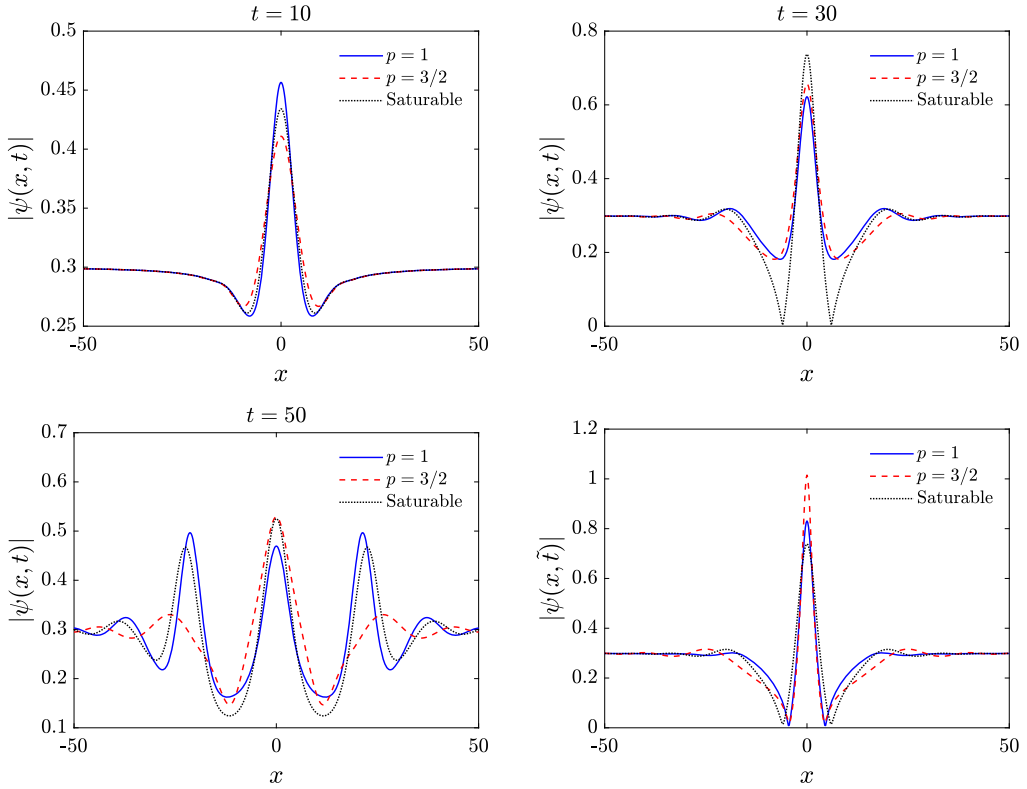 t = 10
0.5
0.45
0.4
0.35
0.3
0.25
-50
0
50
x
|ψ(x, t)|
p = 1
p = 3/2
Saturable
t = 30
0.8
0.6
0.4
0.2
0
-50
0
50
x
|ψ(x, t)|
p = 1
p = 3/2
Saturable
t = 50
0.7
0.6
0.5
0.4
0.3
0.2
0.1
-50
0
50
x
|ψ(x, t)|
p = 1
p = 3/2
Saturable
1.2
1
0.8
0.6
0.4
0.2
0
-50
0
50
x
|ψ(x, t̃)|
p = 1
p = 3/2
Saturable